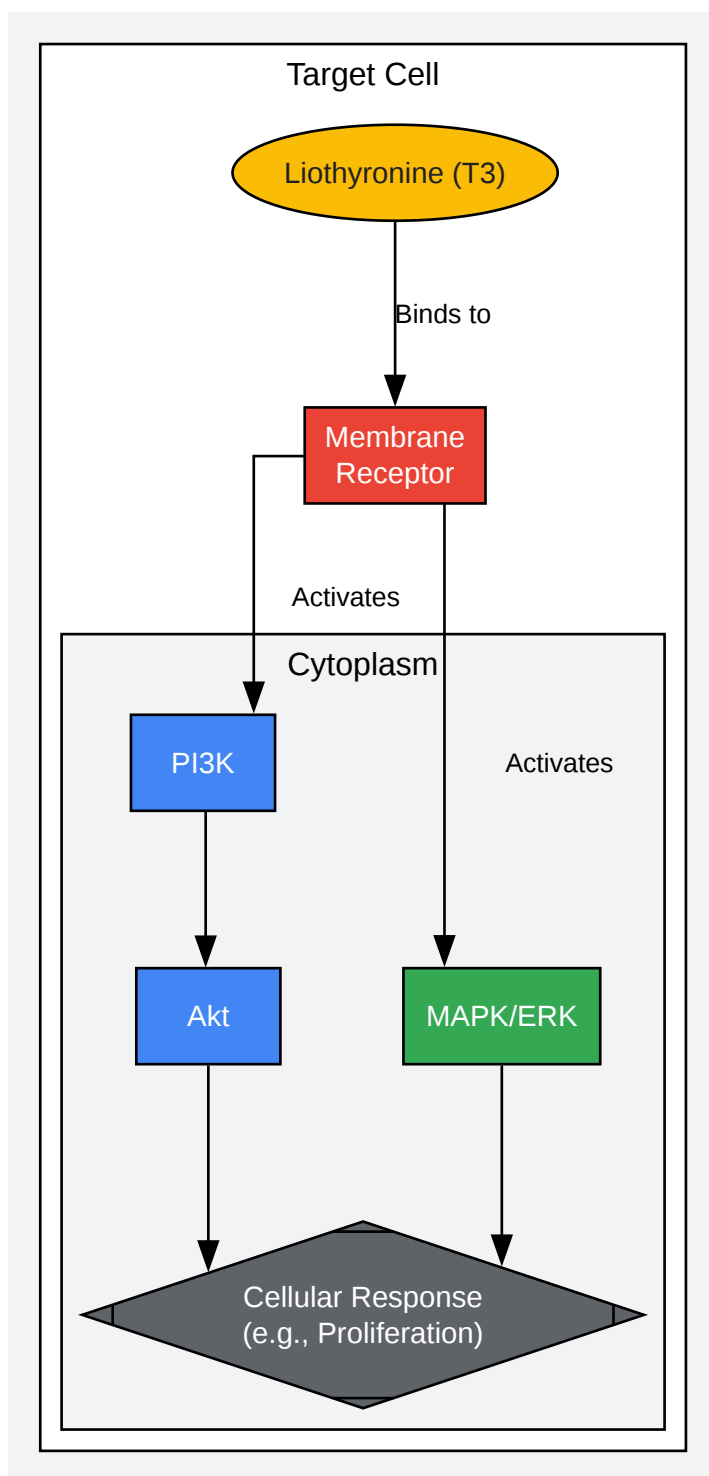 Target Cell
Liothyronine (T3)
Binds to
Membrane
Receptor
Activates
Cytoplasm
PI3K
Activates
Akt
MAPK/ERK
Cellular Response
(e.g., Proliferation)